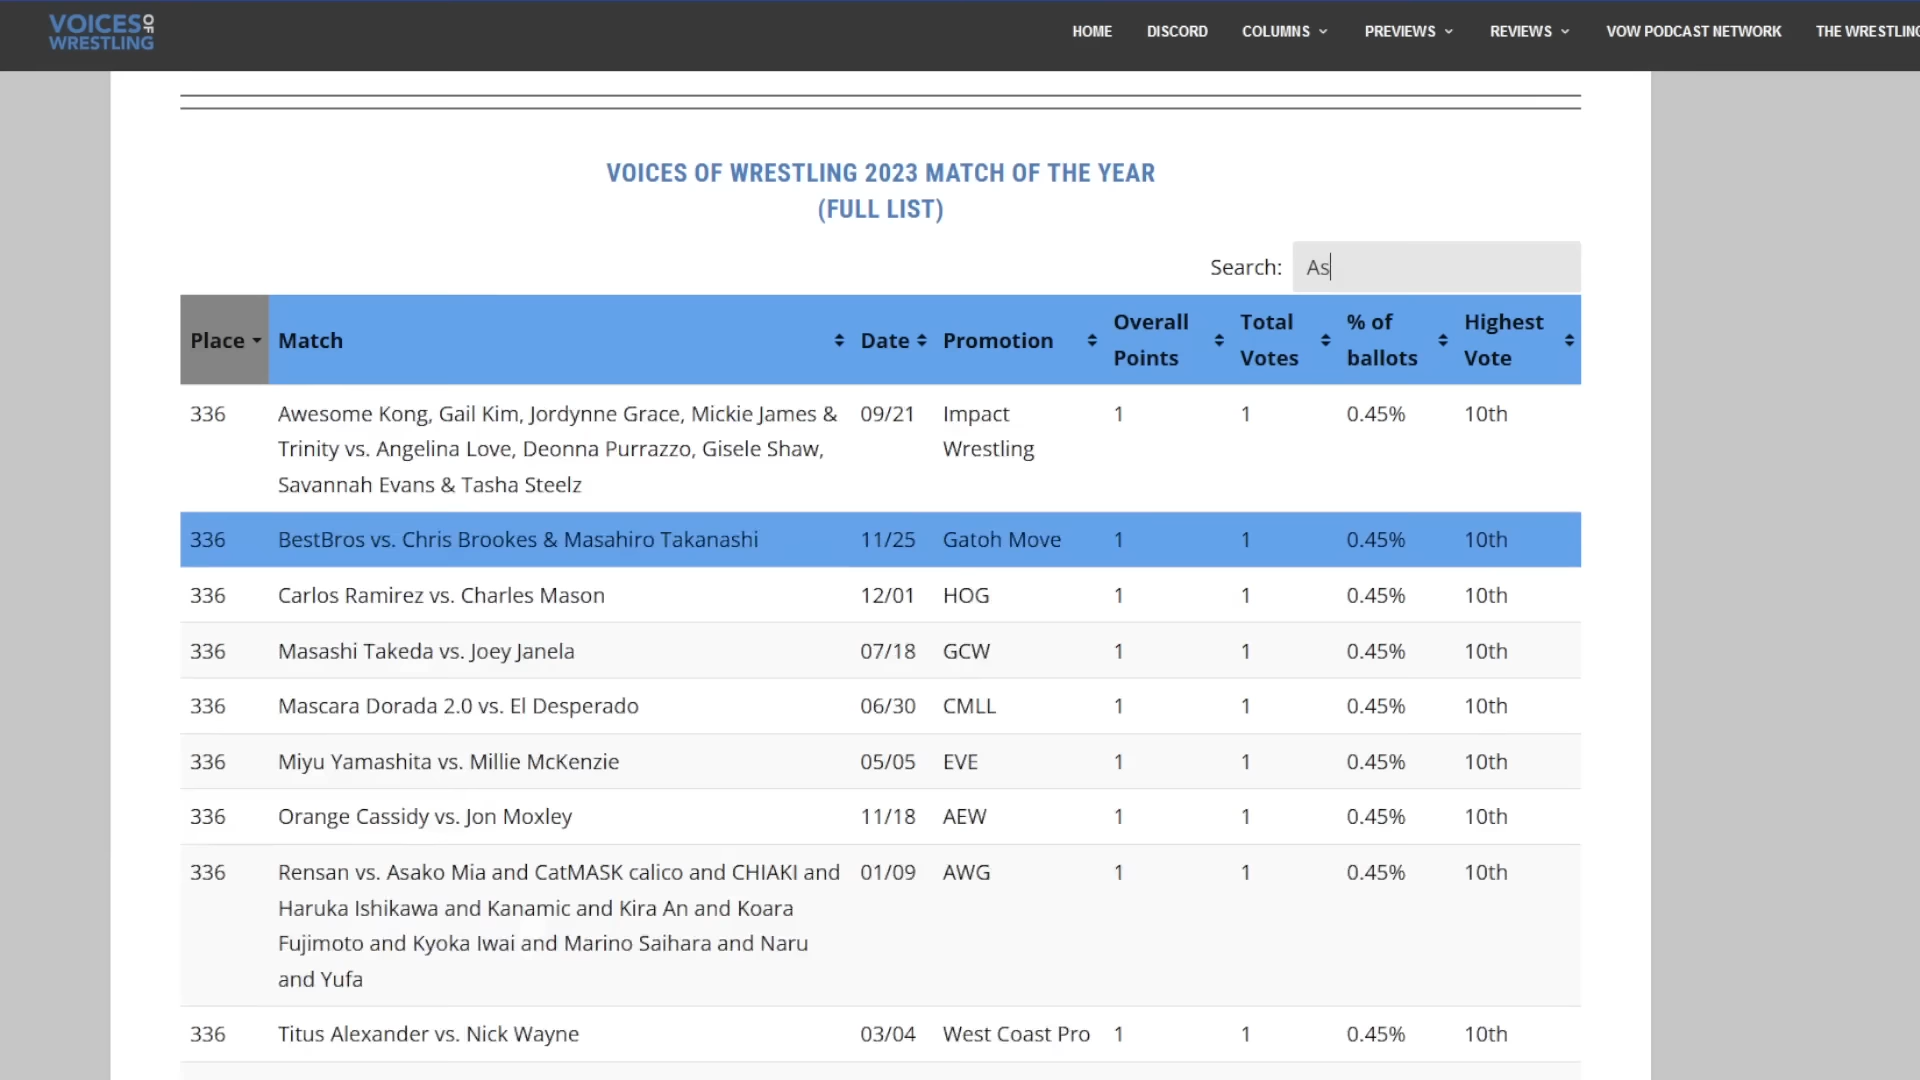 VOICES OF
WRESTLING
HOME DISCORD COLUMNS PREVIEWS REVIEWS VOW PODCAST NETWORK THE WRESTLING
VOICES OF WRESTLING 2023 MATCH OF THE YEAR
(FULL LIST)
Search: As
Place Match Date Promotion Overall Points Total Votes % of ballots Highest Vote
336 Awesome Kong, Gail Kim, Jordynne Grace, Mickie James & 09/21 Impact 1 1 0.45% 10th
Trinity vs. Angelina Love, Deonna Purrazzo, Gisele Shaw, Wrestling
Savannah Evans & Tasha Steelz
336 BestBros vs. Chris Brookes & Masahiro Takanashi 11/25 Gatoh Move 1 1 0.45% 10th
336 Carlos Ramirez vs. Charles Mason 12/01 HOG 1 1 0.45% 10th
336 Masashi Takeda vs. Joey Janela 07/18 GCW 1 1 0.45% 10th
336 Mascara Dorada 2.0 vs. El Desperado 06/30 CMLL 1 1 0.45% 10th
336 Miyu Yamashita vs. Millie McKenzie 05/05 EVE 1 1 0.45% 10th
336 Orange Cassidy vs. Jon Moxley 11/18 AEW 1 1 0.45% 10th
336 Rensan vs. Asako Mia and CatMASK calico and CHIAKI and 01/09 AWG 1 1 0.45% 10th
Haruka Ishikawa and Kanamic and Kira An and Koara
Fujimoto and Kyoka Iwai and Marino Saihara and Naru
and Yufa
336 Titus Alexander vs. Nick Wayne 03/04 West Coast Pro 1 1 0.45% 10th